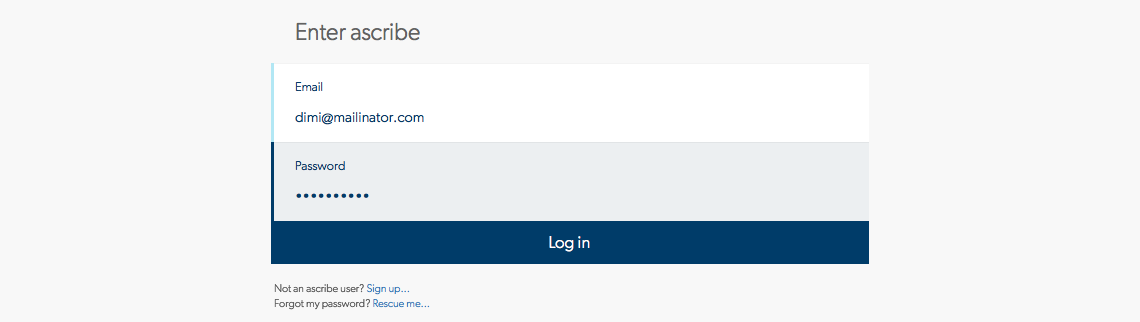 Enter ascribe
Email
dimi@mailinator.com
Password
••••••••••
Log in
Not an ascribe user? Sign up...
Forgot my password? Rescue me...